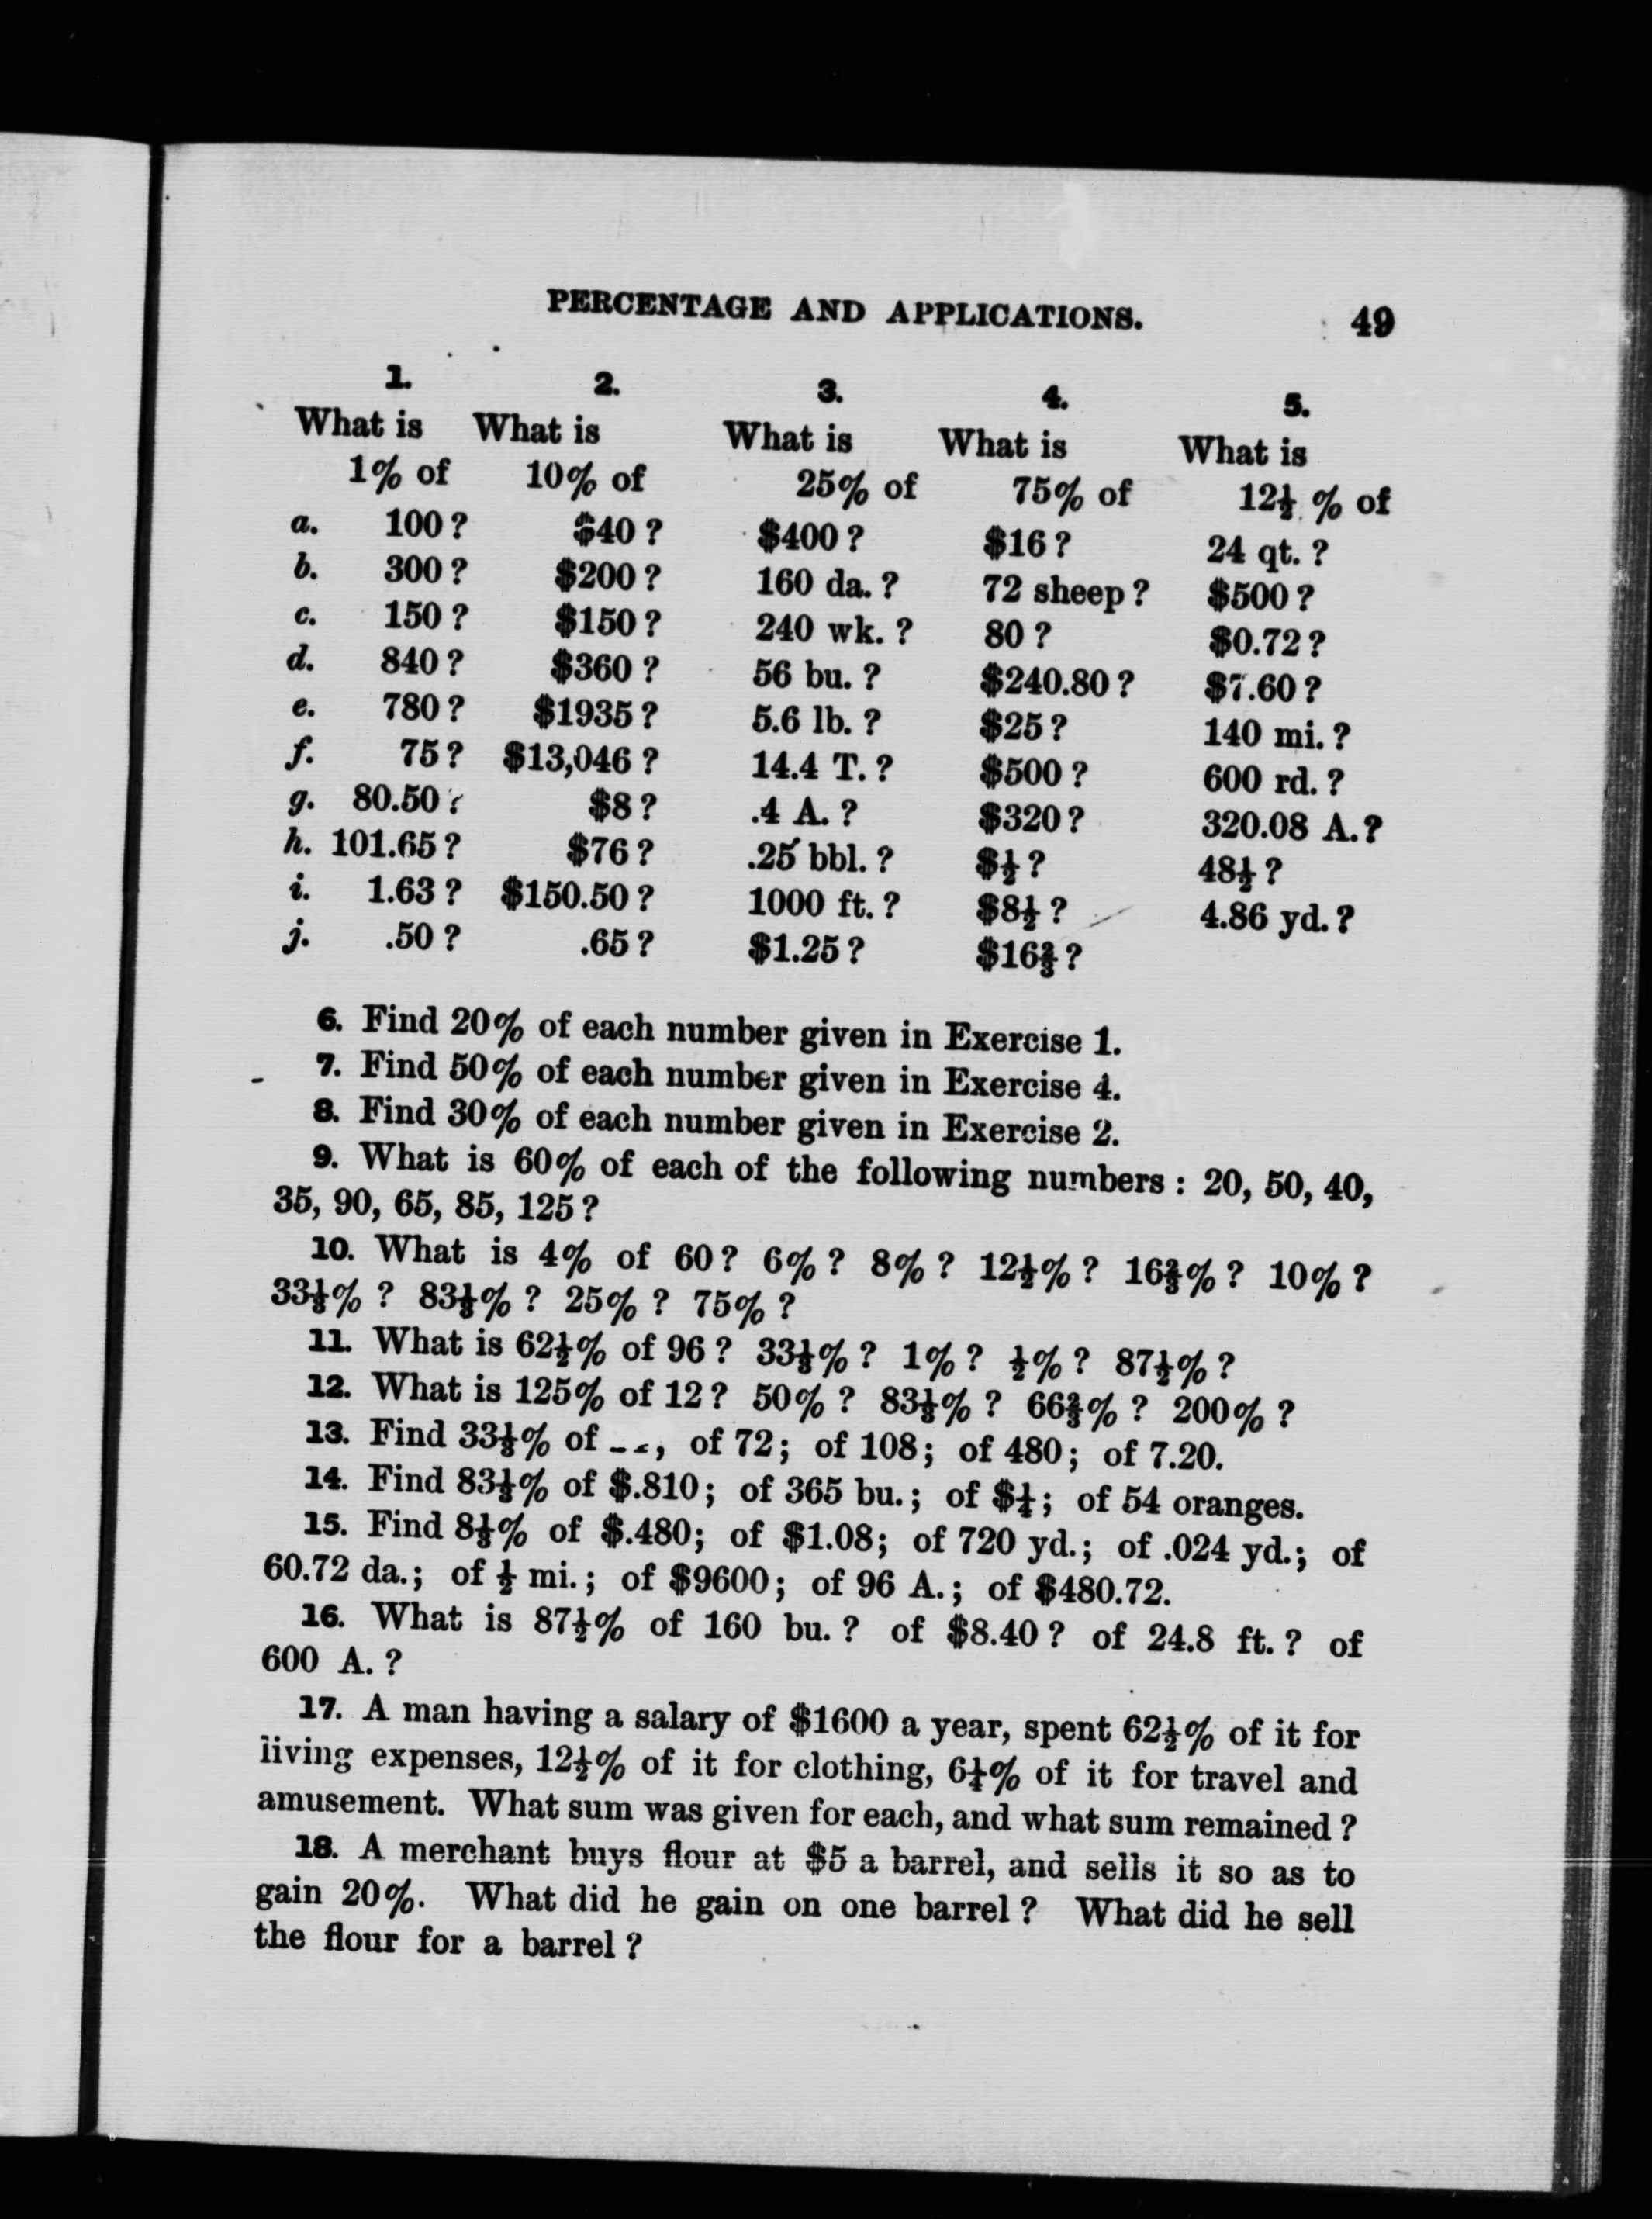 PERCENTAGE AND APPLICATIONS. 49
1. 2. 3. 4. 5.
What is What is What is What is What is
1% of 10% of 25% of 75% of 12½ % of
a. 100? $40? $400? $16? 24 qt.?
b. 300? $200? 160 da.? 72 sheep? $500?
c. 150? $150? 240 wk.? 80? $0.72?
d. 840? $360? 56 bu.? $240.80? $7.60?
e. 780? $1935? 5.6 lb.? $25? 140 mi.?
f. 75? $13,046? 14.4 T.? $500? 600 rd.?
g. 80.50? $8? .4 A.? $320? 320.08 A.?
h. 101.65? $76? .25 bbl.? $½? 48½?
i. 1.63? $150.50? 1000 ft.? $8½? 4.86 yd.?
j. .50? .65? $1.25? $16⅔?
6. Find 20% of each number given in Exercise 1.
7. Find 50% of each number given in Exercise 4.
8. Find 30% of each number given in Exercise 2.
9. What is 60% of each of the following numbers: 20, 50, 40,
35, 90, 65, 85, 125?
10. What is 4% of 60? 6%? 8%? 12½%? 16⅔%? 10%?
33⅓%? 83⅓%? 25%? 75%?
11. What is 62½% of 96? 33⅓%? 1%? ½%? 87½%?
12. What is 125% of 12? 50%? 83⅓%? 66⅔%? 200%?
13. Find 33⅓% of , of 72; of 108; of 480; of 7.20.
14. Find 83⅓% of $.810; of 365 bu.; of $¼; of 54 oranges.
15. Find 8⅓% of $.480; of $1.08; of 720 yd.; of .024 yd.; of
60.72 da.; of ½ mi.; of $9600; of 96 A.; of $480.72.
16. What is 87½% of 160 bu.? of $8.40? of 24.8 ft.? of
600 A.?
17. A man having a salary of $1600 a year, spent 62½% of it for
living expenses, 12½% of it for clothing, 6¼% of it for travel and
amusement. What sum was given for each, and what sum remained?
18. A merchant buys flour at $5 a barrel, and sells it so as to
gain 20%. What did he gain on one barrel? What did he sell
the flour for a barrel?